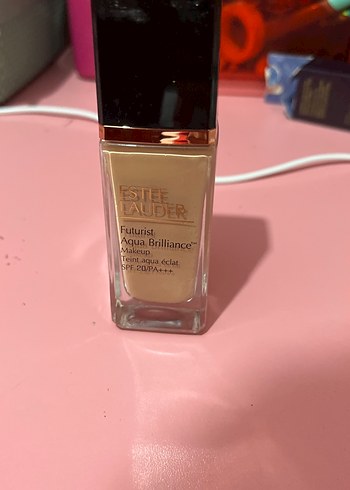 ESTĒE
LAUDER
Futurist
Aqua Brilliance™
Makeup
Teint aqua éclat
SPF 20/PA+++